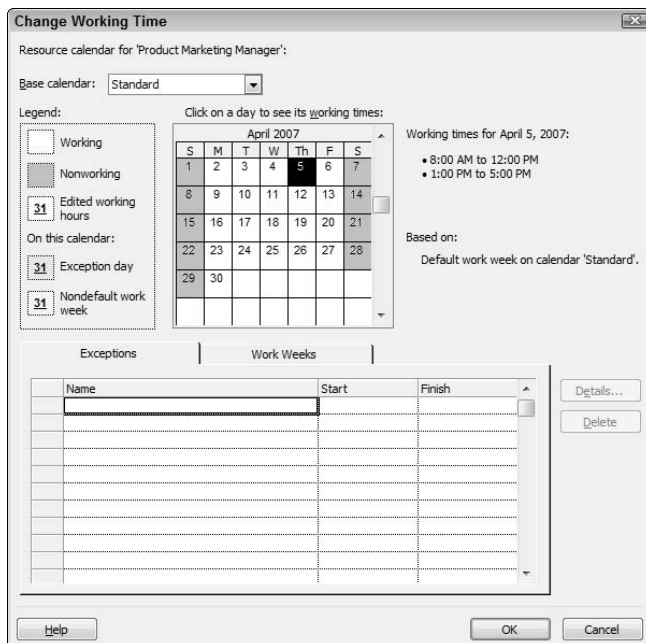 Change Working Time
Resource calendar for 'Product Marketing Manager':
Base calendar: Standard
Legend:
Click on a day to see its working times:
Working
Nonworking
31 Edited working hours
On this calendar:
31 Exception day
31 Nondefault work week
April 2007
S M T W Th F S
1 2 3 4 5 6 7
8 9 10 11 12 13 14
15 16 17 18 19 20 21
22 23 24 25 26 27 28
29 30
Working times for April 5, 2007:
• 8:00 AM to 12:00 PM
• 1:00 PM to 5:00 PM
Based on:
Default work week on calendar 'Standard'.
Exceptions Work Weeks
Name Start Finish
Details...
Delete
Help OK Cancel